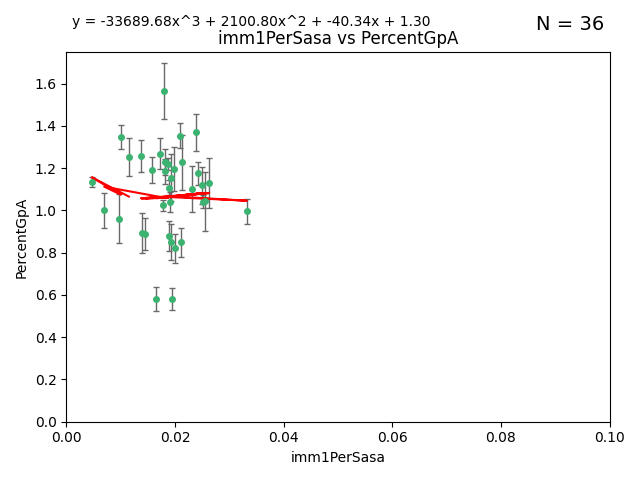 y = -33689.68x^3 + 2100.80x^2 + -40.34x + 1.30
N = 36
imm1PerSasa vs PercentGpA
PercentGpA
1.6
1.4
1.2
1.0
0.8
0.6
0.4
0.2
0.0
0.00 0.02 0.04 0.06 0.08 0.10
imm1PerSasa